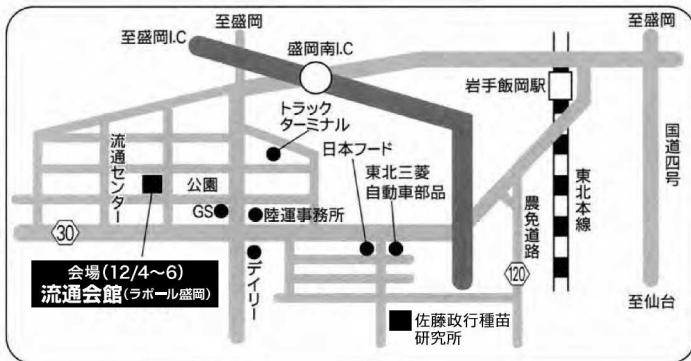 至盛岡
至盛岡
至盛岡I.C
盛岡南I.C
岩手飯岡駅
トラック
ターミナル
日本フード
東北三菱
自動車部品
流通センター
公園
GS
陸運事務所
デイリー
農免道路
東北本線
国道四号
30
120
会場(12/4~6)
流通会館(ラポール盛岡)
佐藤政行種苗
研究所
至仙台